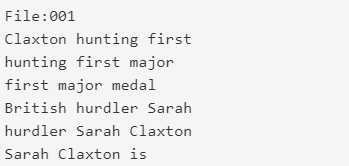 File:001
Claxton hunting first
hunting first major
first major medal
British hurdler Sarah
hurdler Sarah Claxton
Sarah Claxton is